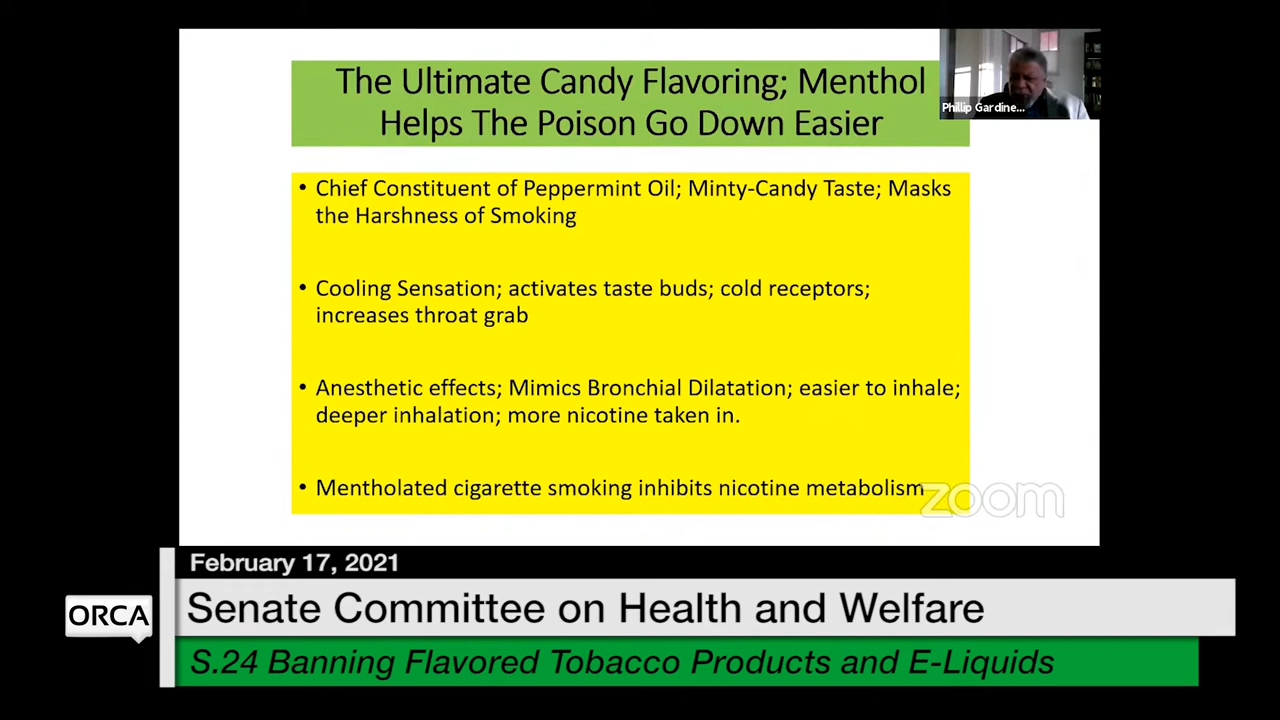 The Ultimate Candy Flavoring; Menthol
Helps The Poison Go Down Easier
Phillip Gardine...
• Chief Constituent of Peppermint Oil; Minty-Candy Taste; Masks
the Harshness of Smoking
• Cooling Sensation; activates taste buds; cold receptors;
increases throat grab
• Anesthetic effects; Mimics Bronchial Dilatation; easier to inhale;
deeper inhalation; more nicotine taken in.
• Mentholated cigarette smoking inhibits nicotine metabolism
zoom
February 17, 2021
ORCA
Senate Committee on Health and Welfare
S.24 Banning Flavored Tobacco Products and E-Liquids